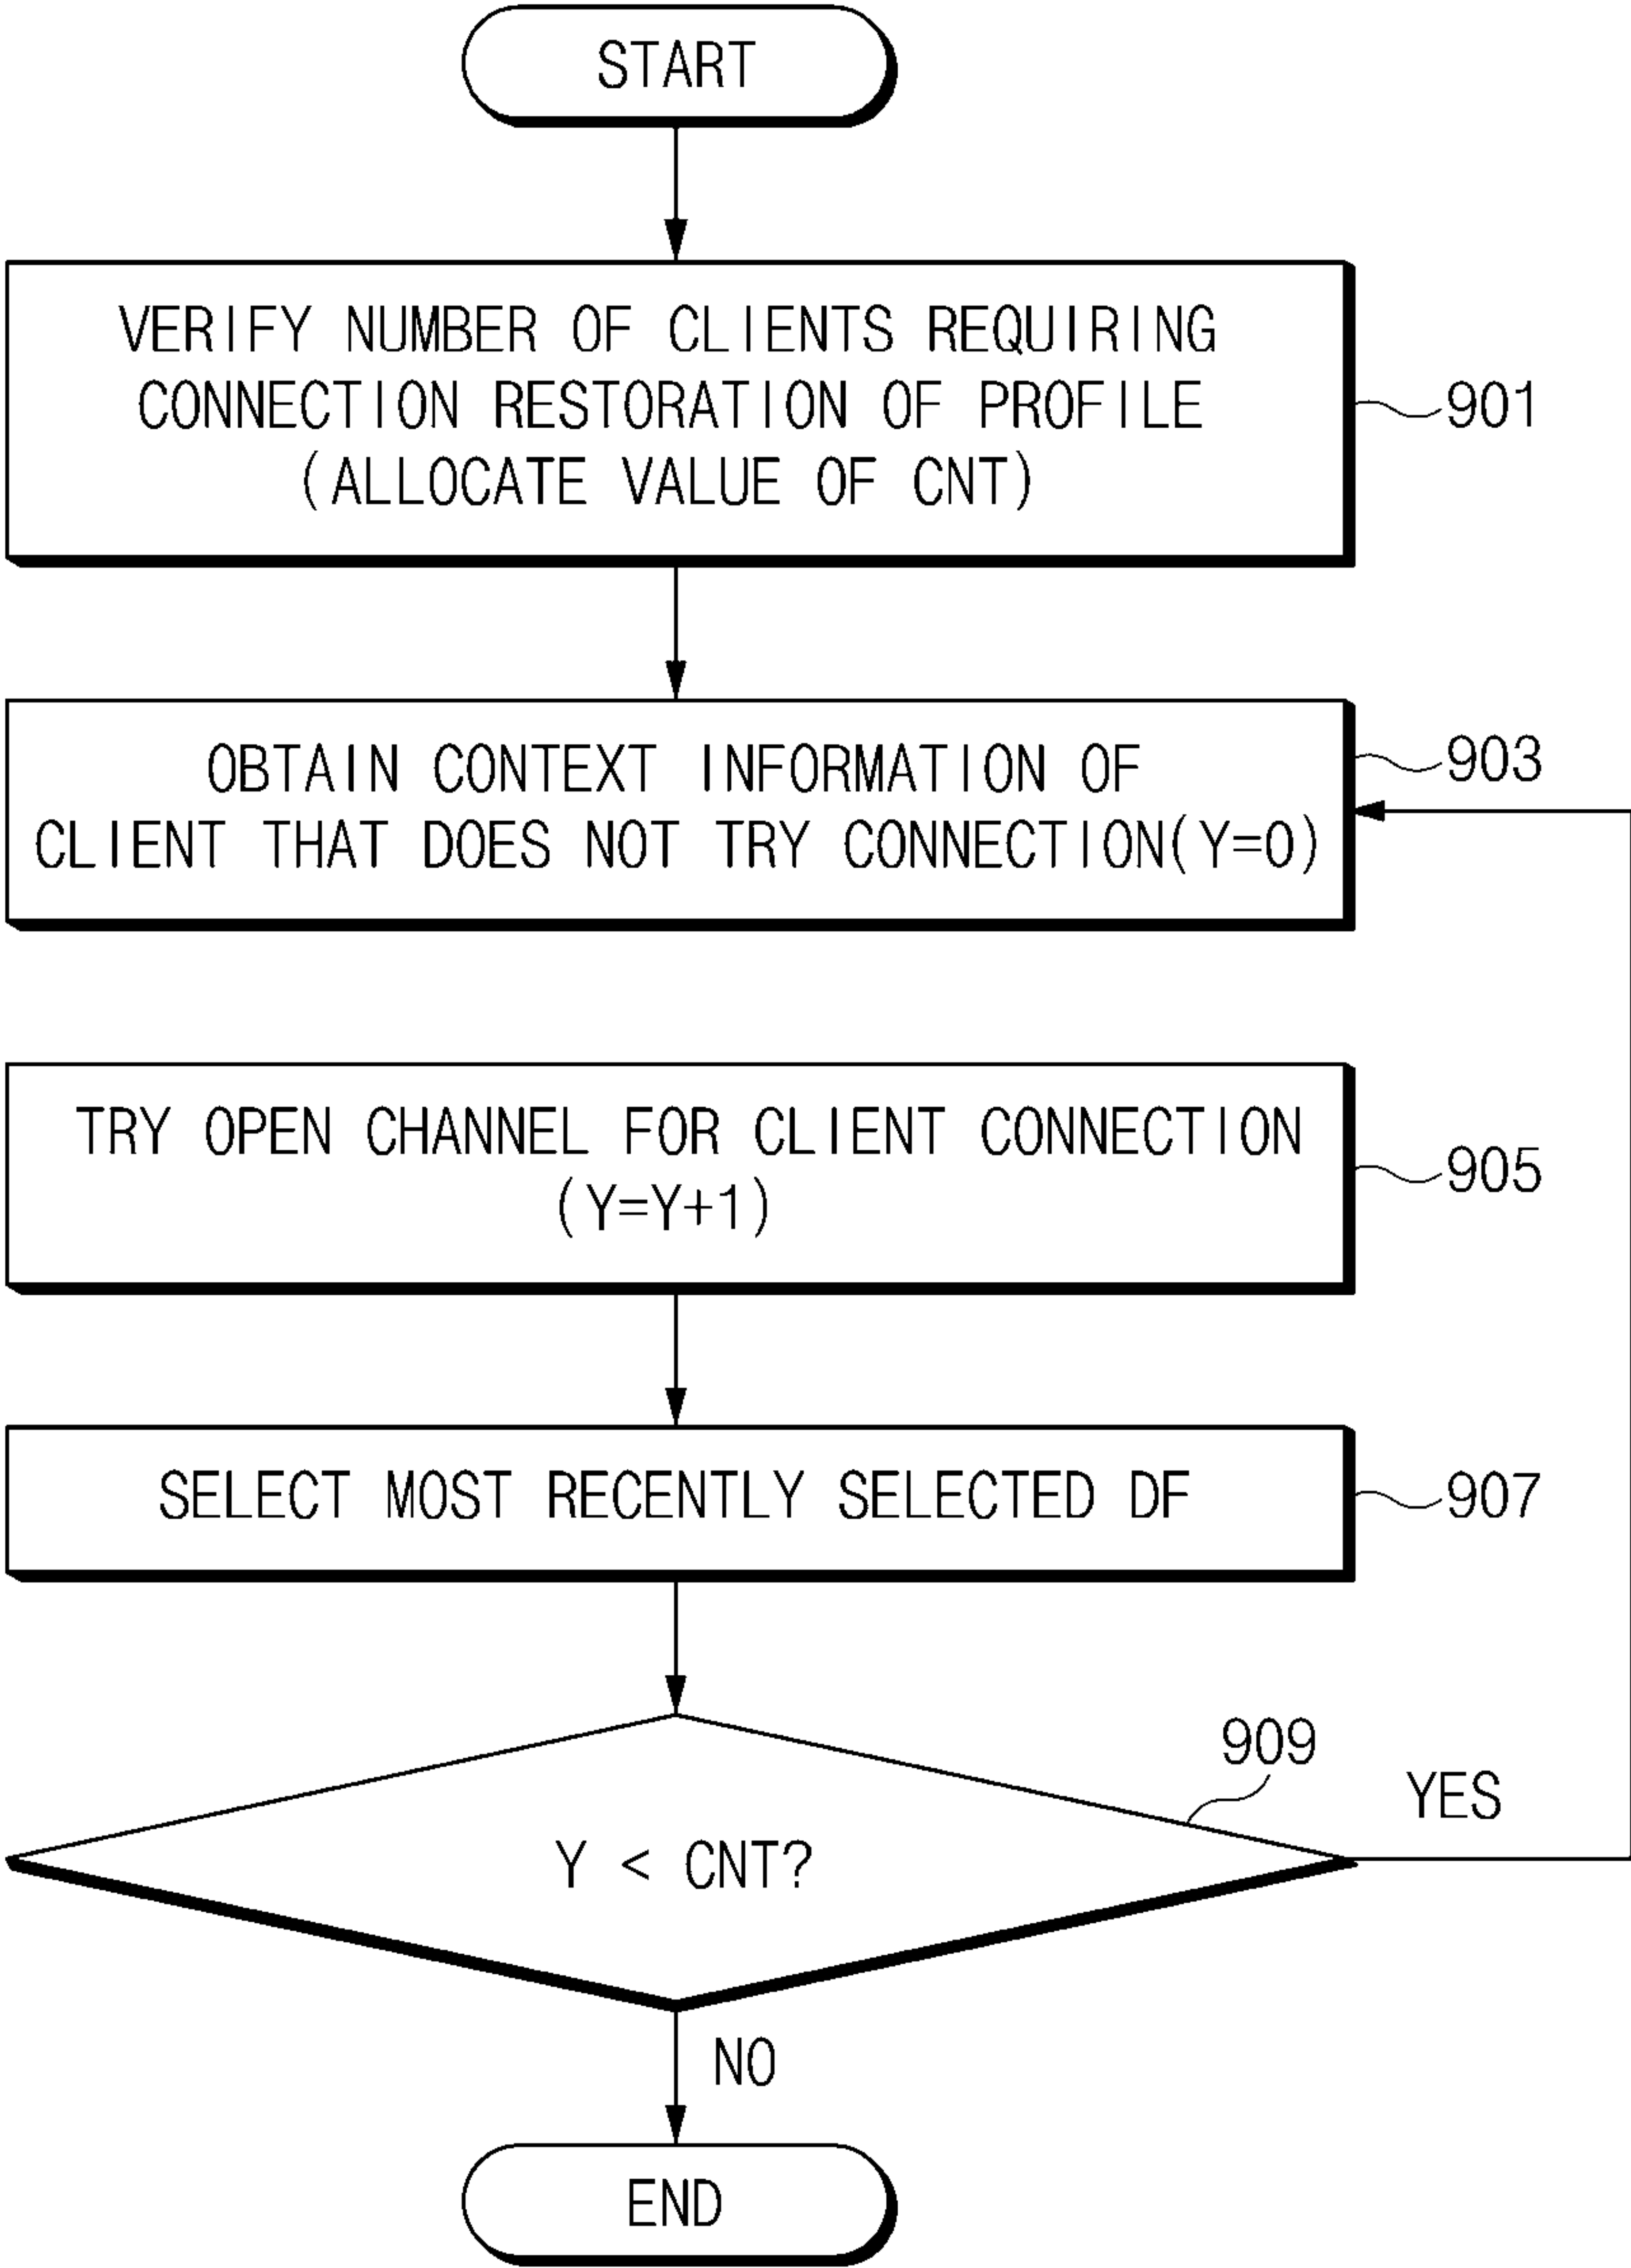 START
VERIFY NUMBER OF CLIENTS REQUIRING
CONNECTION RESTORATION OF PROFILE
(ALLOCATE VALUE OF CNT)
901
OBTAIN CONTEXT INFORMATION OF
CLIENT THAT DOES NOT TRY CONNECTION(Y=0)
903
TRY OPEN CHANNEL FOR CLIENT CONNECTION
(Y=Y+1)
905
SELECT MOST RECENTLY SELECTED DF
907
909
YES
Y < CNT?
NO
END